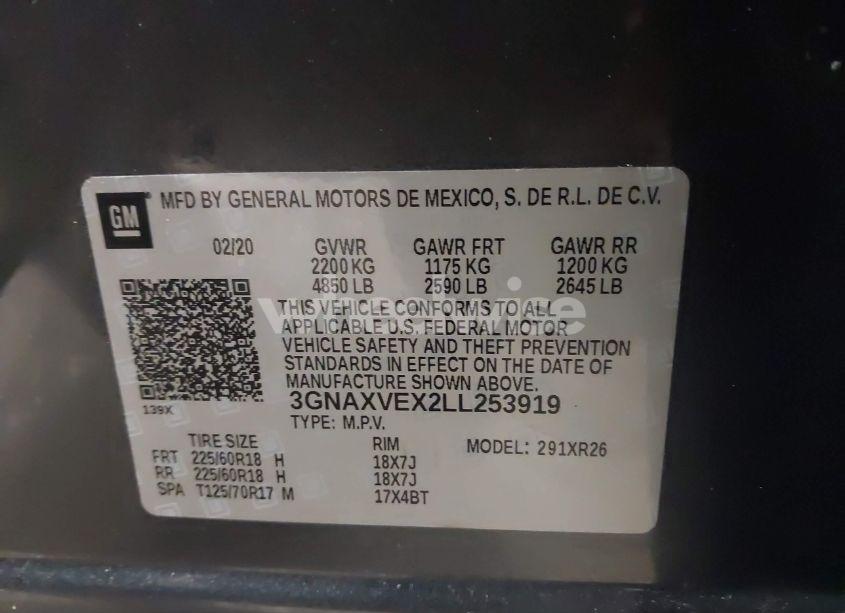 GM
MFD BY GENERAL MOTORS DE MEXICO, S. DE R.L. DE C.V.
02/20 GVWR GAWR FRT GAWR RR
2200 KG 1175 KG 1200 KG
4850 LB 2590 LB 2645 LB
THIS VEHICLE CONFORMS TO ALL
APPLICABLE U.S. FEDERAL MOTOR
VEHICLE SAFETY AND THEFT PREVENTION
STANDARDS IN EFFECT ON THE DATE OF
MANUFACTURE SHOWN ABOVE.
139X
3GNAXVEX2LL253919
TYPE: M.P.V.
TIRE SIZE RIM MODEL: 291XR26
FRT 225/60R18 H 18X7J
RR 225/60R18 H 18X7J
SPA T125/70R17 M 17X4BT